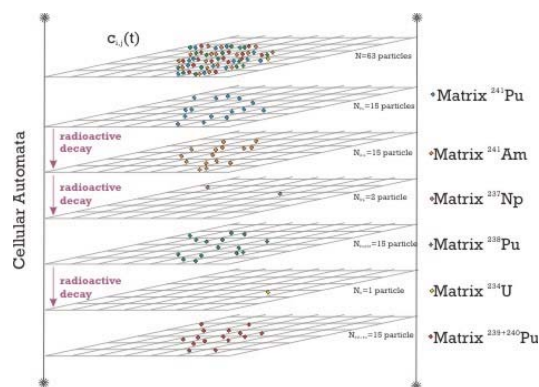 c i,j (t)
N=63 particles
=15 particles
Matrix 241Pu
radioactive
decay
=15 particle
Matrix 241Am
radioactive
decay
=2 particle
Matrix 237Np
=15 particle
Matrix 238Pu
radioactive
decay
=1 particle
Matrix 234U
=15 particle
Matrix 239+240Pu
Cellular Automata